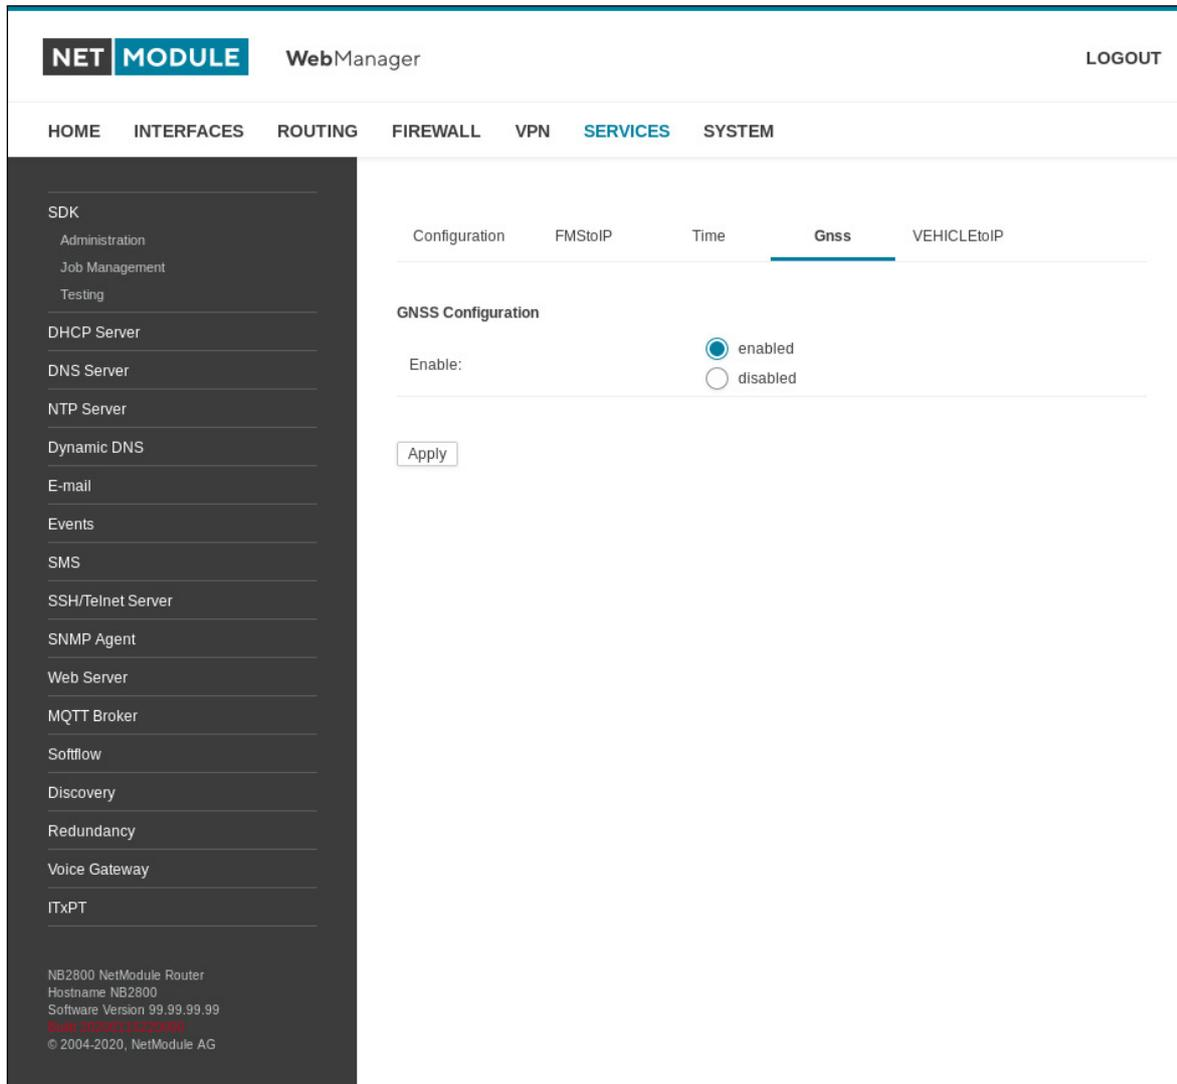 NET MODULE WebManager LOGOUT
HOME INTERFACES ROUTING FIREWALL VPN SERVICES SYSTEM
SDK
Administration
Job Management
Testing
DHCP Server
DNS Server
NTP Server
Dynamic DNS
E-mail
Events
SMS
SSH/Telnet Server
SNMP Agent
Web Server
MQTT Broker
Softflow
Discovery
Redundancy
Voice Gateway
ITxPT
NB2800 NetModule Router
Hostname NB2800
Software Version 99.99.99.99
Build
© 2004-2020, NetModule AG
Configuration FMStoIP Time Gnss VEHICLEtoIP
GNSS Configuration
Enable:
enabled
disabled
Apply